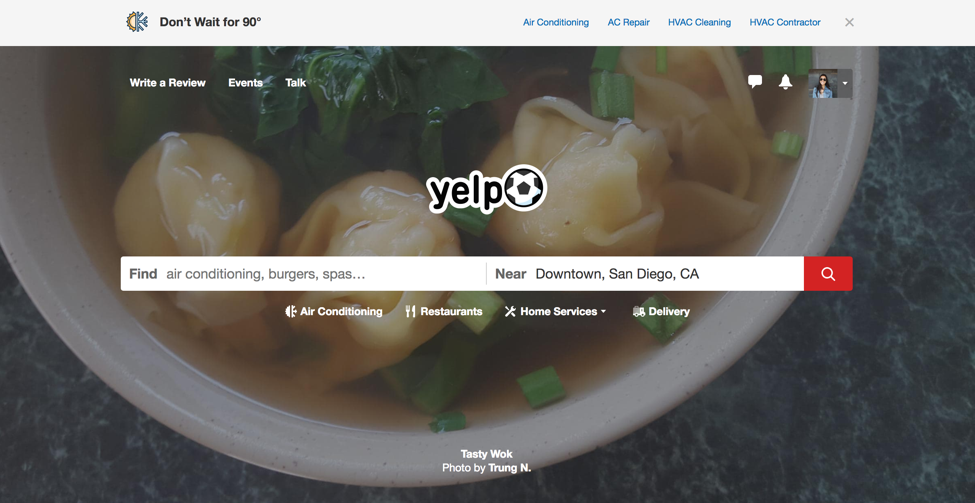 Don't Wait for 90° Air Conditioning AC Repair HVAC Cleaning HVAC Contractor
Write a Review Events Talk
yelp
Find air conditioning, burgers, spas... Near Downtown, San Diego, CA
Air Conditioning Restaurants Home Services Delivery
Tasty Wok
Photo by Trung N.